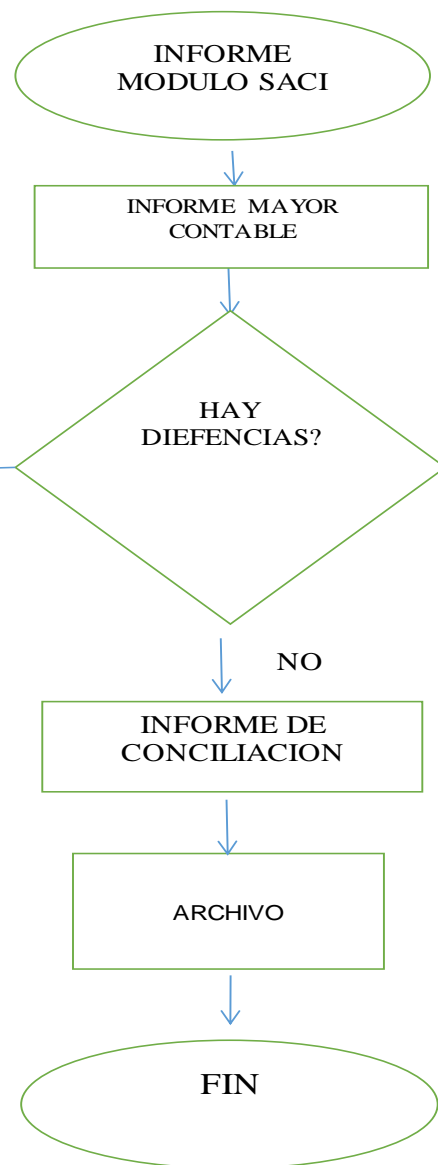 INFORME
MODULO SACI
INFORME MAYOR
CONTABLE
HAY
DIEFENCIAS?
NO
INFORME DE
CONCILIACION
ARCHIVO
FIN